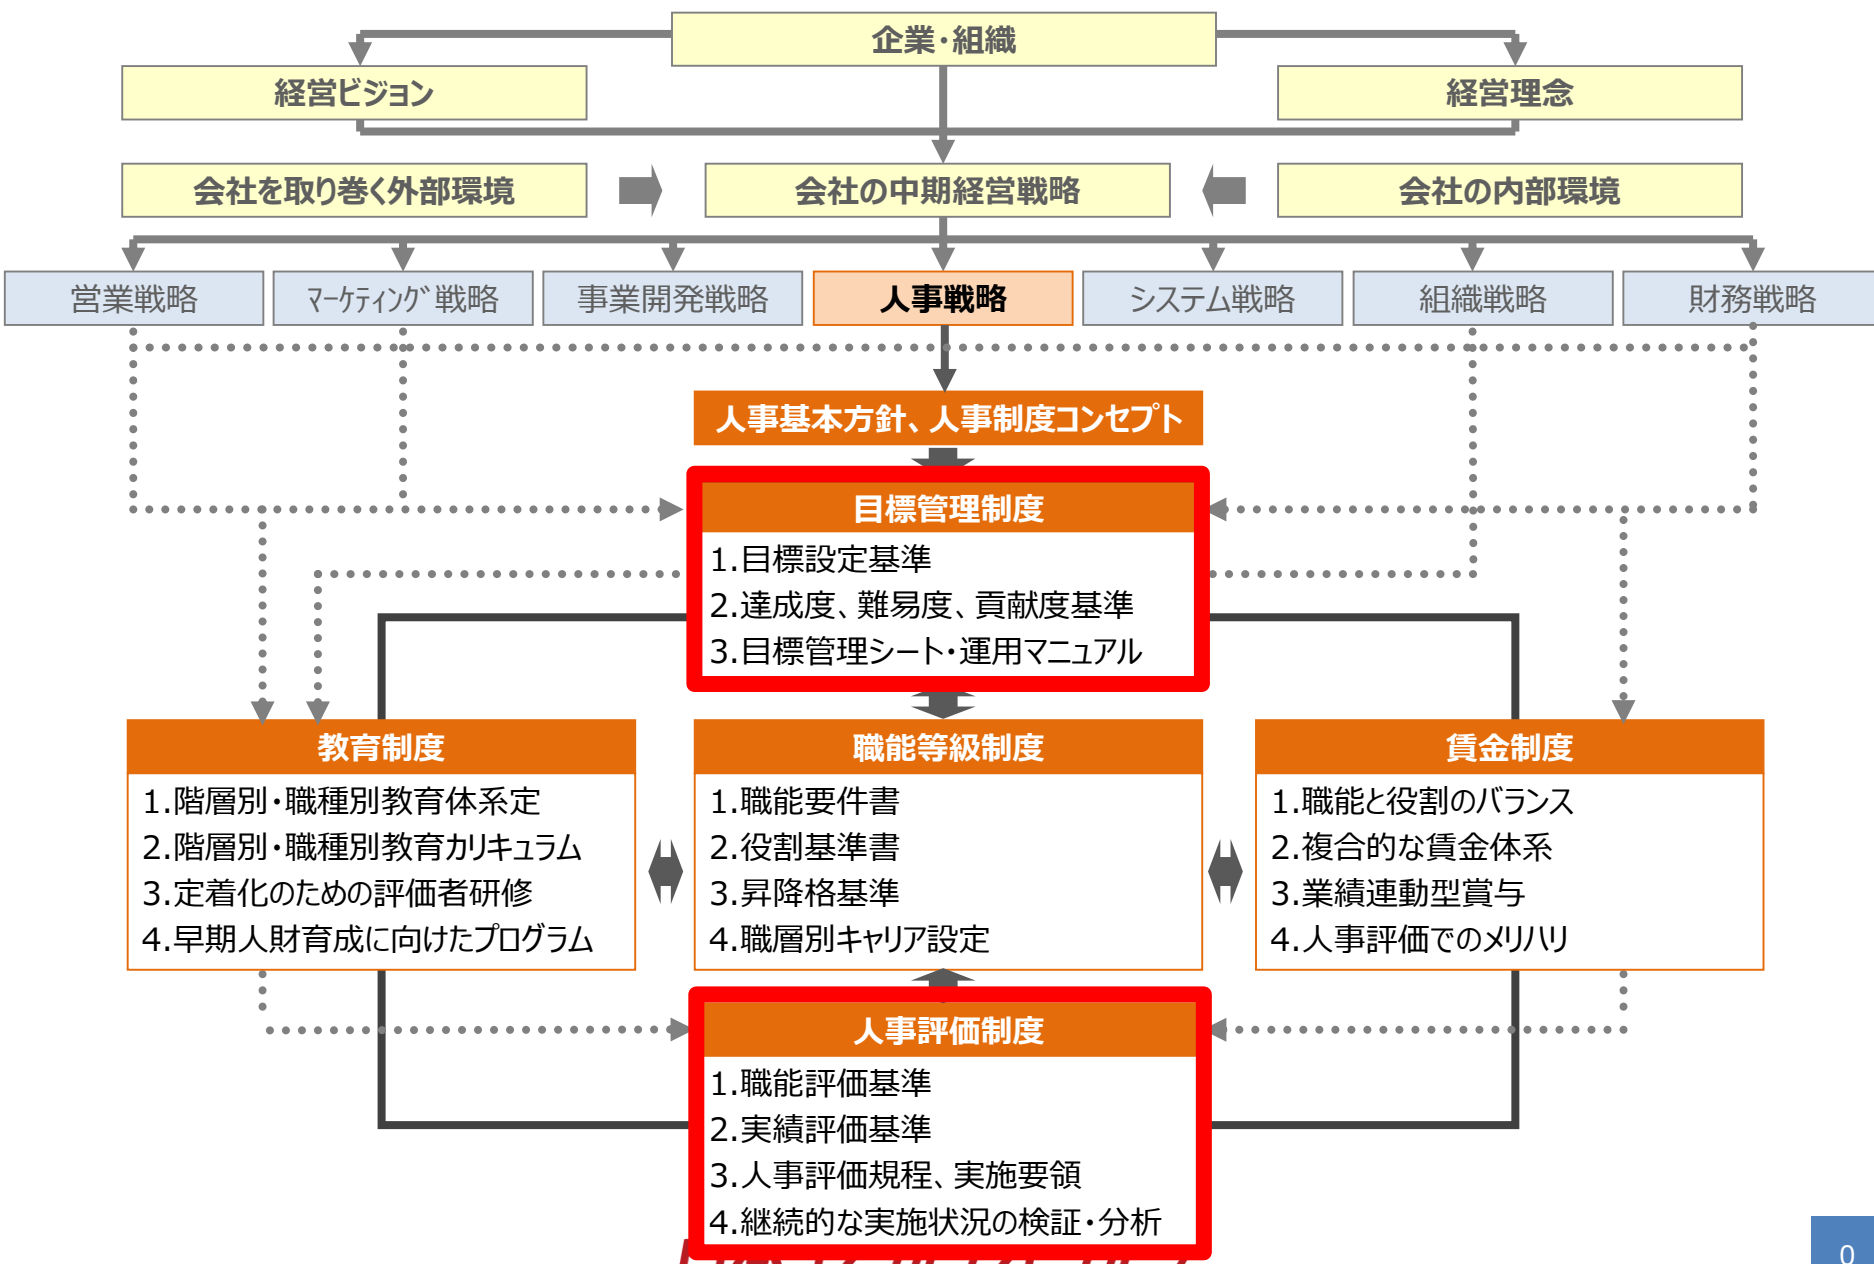 企業・組織
経営ビジョン
経営理念
会社を取り巻く外部環境
会社の中期経営戦略
会社の内部環境
営業戦略
ﾏｰｹﾃｨﾝｸﾞ戦略
事業開発戦略
人事戦略
システム戦略
組織戦略
財務戦略
人事基本方針、人事制度コンセプト
目標管理制度
1.目標設定基準
2.達成度、難易度、貢献度基準
3.目標管理シート・運用マニュアル
教育制度
1.階層別・職種別教育体系定
2.階層別・職種別教育カリキュラム
3.定着化のための評価者研修
4.早期人財育成に向けたプログラム
職能等級制度
1.職能要件書
2.役割基準書
3.昇降格基準
4.職層別キャリア設定
賃金制度
1.職能と役割のバランス
2.複合的な賃金体系
3.業績連動型賞与
4.人事評価でのメリハリ
人事評価制度
1.職能評価基準
2.実績評価基準
3.人事評価規程、実施要領
4.継続的な実施状況の検証・分析
0